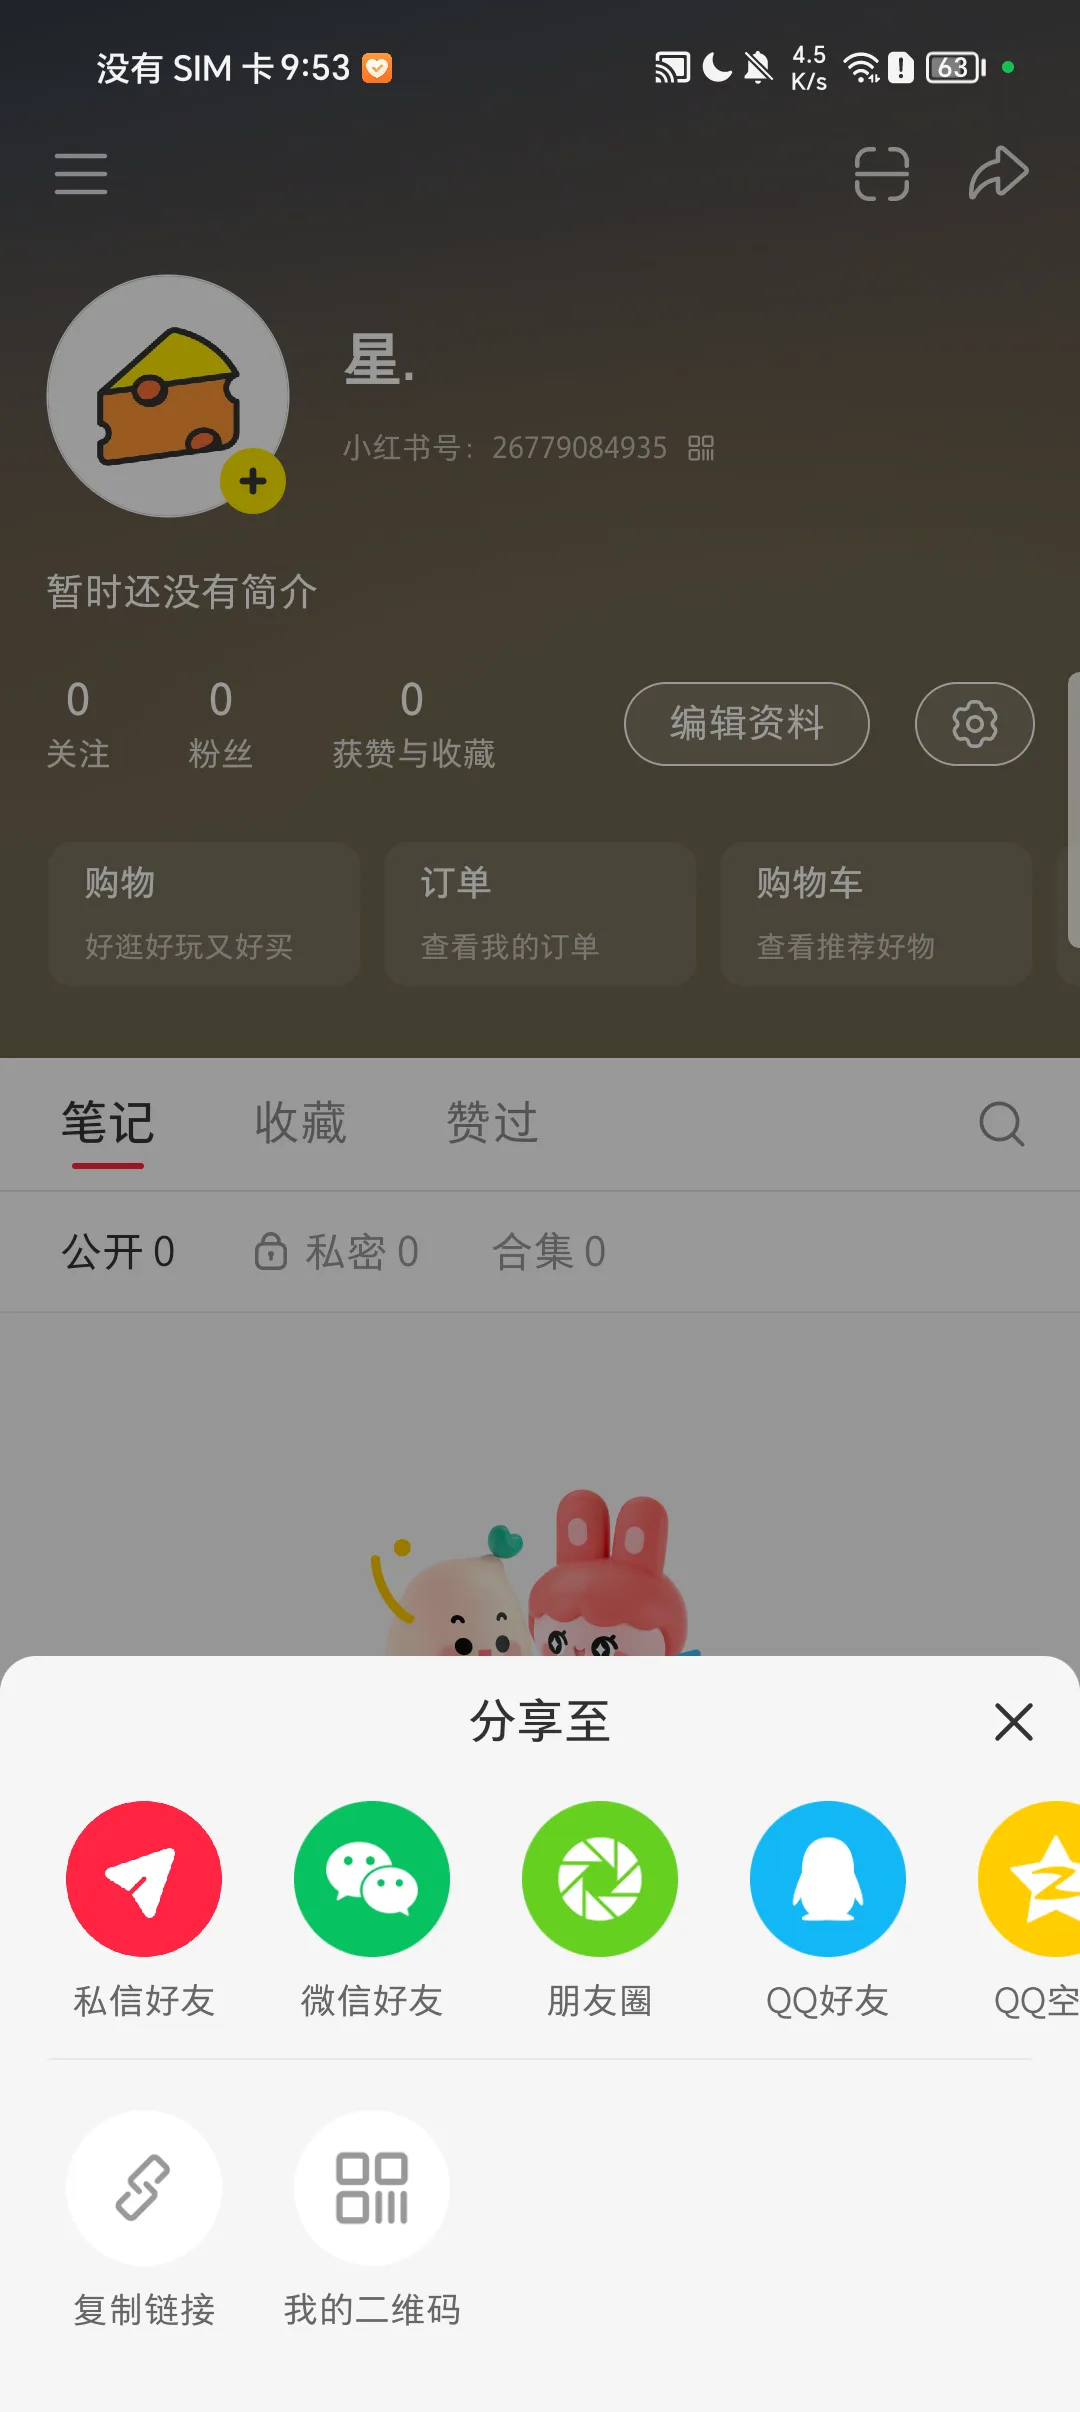 没有 SIM 卡 9:53
4.5
K/s
63
星.
小红书号：26779084935
暂时还没有简介
0 0 0
关注 粉丝 获赞与收藏
编辑资料
购物 订单 购物车
好逛好玩又好买 查看我的订单 查看推荐好物
笔记 收藏 赞过
公开 0 私密 0 合集 0
分享至
私信好友 微信好友 朋友圈 QQ好友 QQ空
复制链接 我的二维码